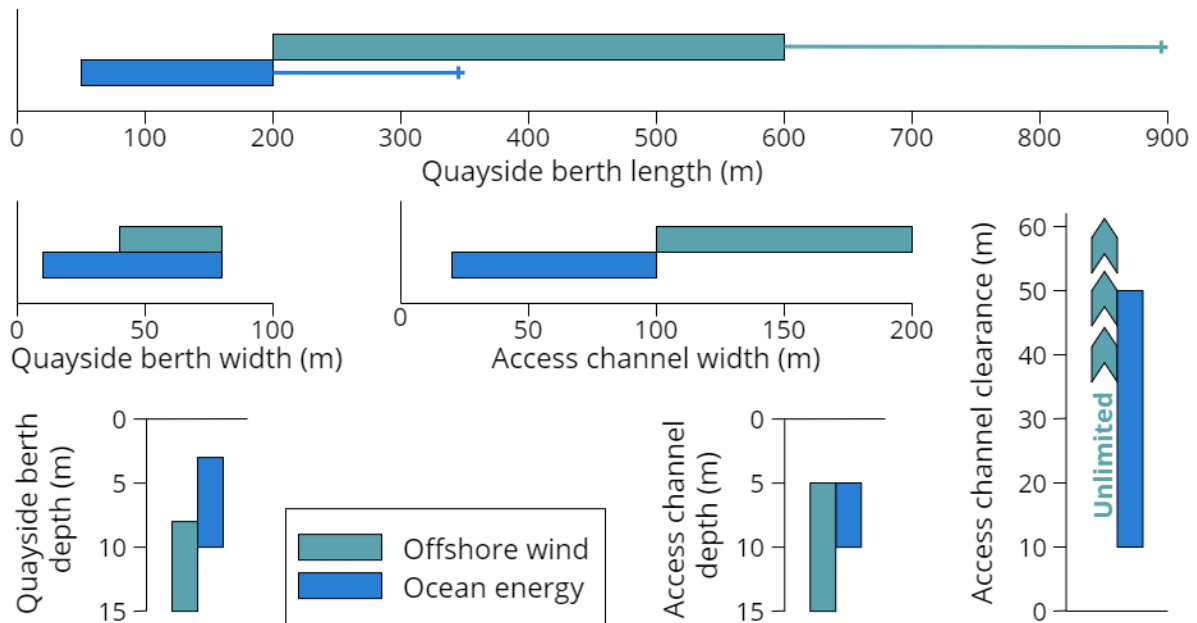 0 100 200 300 400 500 600 700 800 900
Quayside berth length (m)
0 50 100
Quayside berth width (m)
0 50 100 150 200
Access channel width (m)
60
50
40
30
20
10
0
Access channel clearance (m)
Unlimited
0
5
10
15
Quayside berth
depth (m)
Offshore wind
Ocean energy
0
5
10
15
Access channel
depth (m)